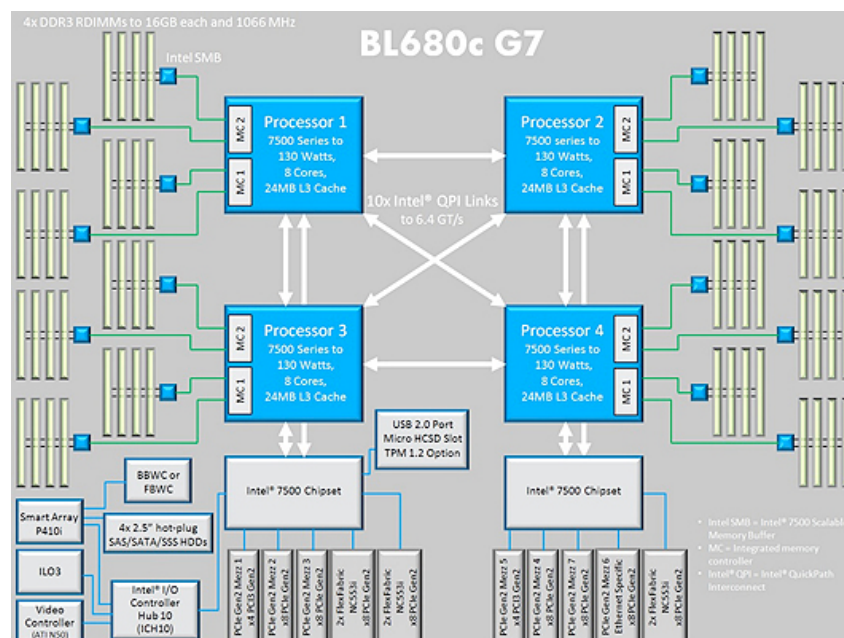 4x DDR3 RDIMMs to 16GB each and 1066 MHz
BL680c G7
Intel SMB
MC 2
MC 1
Processor 1
7500 Series to
130 Watts,
8 Cores,
24MB L3 Cache
Processor 2
7500 series to
130 Watts,
8 Cores,
24MB L3 Cache
MC 2
MC 1
10x Intel® QPI Links
to 6.4 GT/s
MC 2
MC 1
Processor 3
7500 Series to
130 Watts,
8 Cores,
24MB L3 Cache
Processor 4
7500 Series to
130 Watts,
8 Cores,
24MB L3 Cache
MC 2
MC 1
USB 2.0 Port
Micro HCSD Slot
TPM 1.2 Option
BBWC or
FBWC
Intel® 7500 Chipset
Intel® 7500 Chipset
Smart Array
P410i
4x 2.5" hot-plug
SAS/SATA/SSS HDDs
ILO3
Intel® I/O
Controller
Hub 10
(ICH10)
Video
Controller
(ATI N50)
PCIe Gen2 Mezz 1
x4 PCI3 Gen2
PCIe Gen2 Mezz 2
x8 PCIe Gen2
PCIe Gen2 Mezz 3
x8 PCIe Gen2
2x FlexFabric
NC553i
x8 PCIe Gen2
2x FlexFabric
NC553i
x8 PCIe Gen2
PCIe Gen2 Mezz 5
x4 PCIe Gen2
PCIe Gen2 Mezz 4
x8 PCIe Gen2
PCIe Gen2 Mezz 7
x8 PCIe Gen2
PCIe Gen2 Mezz 6
Ethernet Specific
x8 PCIe Gen2
2x FlexFabric
NC553i
x8 PCIe Gen2
• Intel SMB = Intel® 7500 Scalable
Memory Buffer
• MC = Integrated memory
controller
• Intel® QPI = Intel® QuickPath
Interconnect